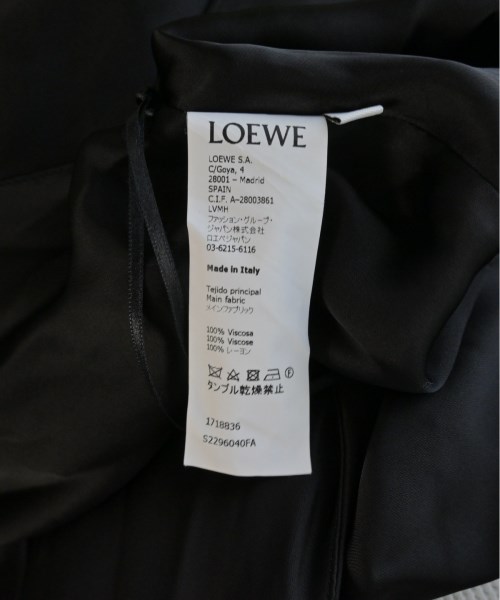 LOEWE
LOEWE S.A.
C/Goya, 4
28001 – Madrid
SPAIN
C.I.F. A-28003861
LVMH
ファッション・グループ・
ジャパン株式会社
ロエベジャパン
03-6215-6116
Made in Italy
Tejido principal
Main fabric
メインファブリック
100% Viscosa
100% Viscose
100% レーヨン
タンブル乾燥禁止
1718836
S2296040FA